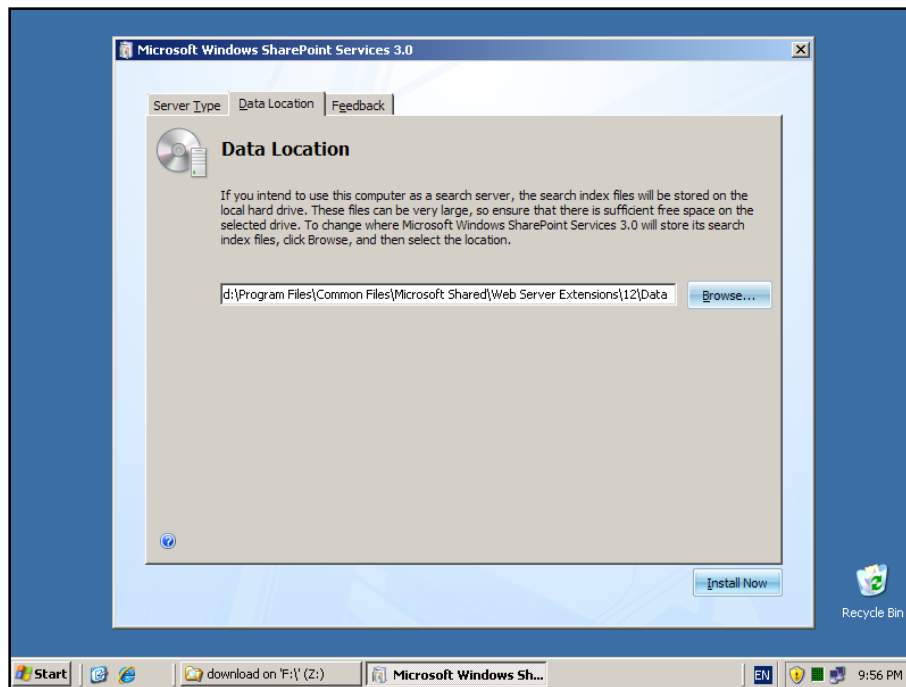 Microsoft Windows SharePoint Services 3.0
Server Type
Data Location
Feedback
Data Location
If you intend to use this computer as a search server, the search index files will be stored on the
local hard drive. These files can be very large, so ensure that there is sufficient free space on the
selected drive. To change where Microsoft Windows SharePoint Services 3.0 will store its search
index files, click Browse, and then select the location.
d:\Program Files\Common Files\Microsoft Shared\Web Server Extensions\12\Data
Browse...
Install Now
Recycle Bin
Start
download on 'F:\' (Z:)
Microsoft Windows Sh...
EN
9:56 PM